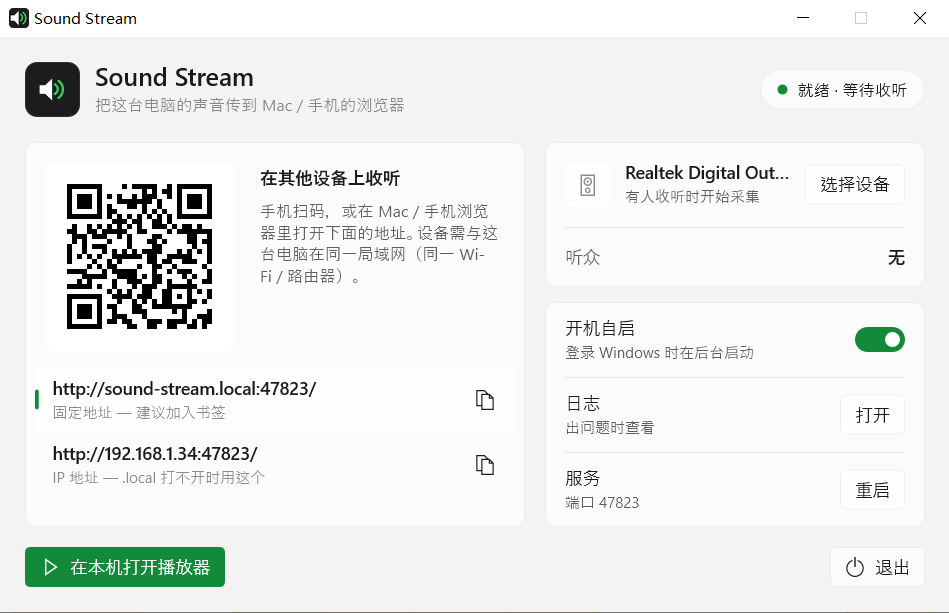 Sound Stream
Sound Stream
把这台电脑的声音传到 Mac / 手机的浏览器
就绪 · 等待收听
在其他设备上收听
手机扫码，或在 Mac / 手机浏览
器里打开下面的地址。设备需与这
台电脑在同一局域网（同一 Wi-
Fi / 路由器）。
http://sound-stream.local:47823/
固定地址 — 建议加入书签
http://192.168.1.34:47823/
IP 地址 — .local 打不开时用这个
Realtek Digital Out...
有人收听时开始采集
选择设备
听众
无
开机自启
登录 Windows 时在后台启动
日志
出问题时查看
打开
服务
端口 47823
重启
在本机打开播放器
退出